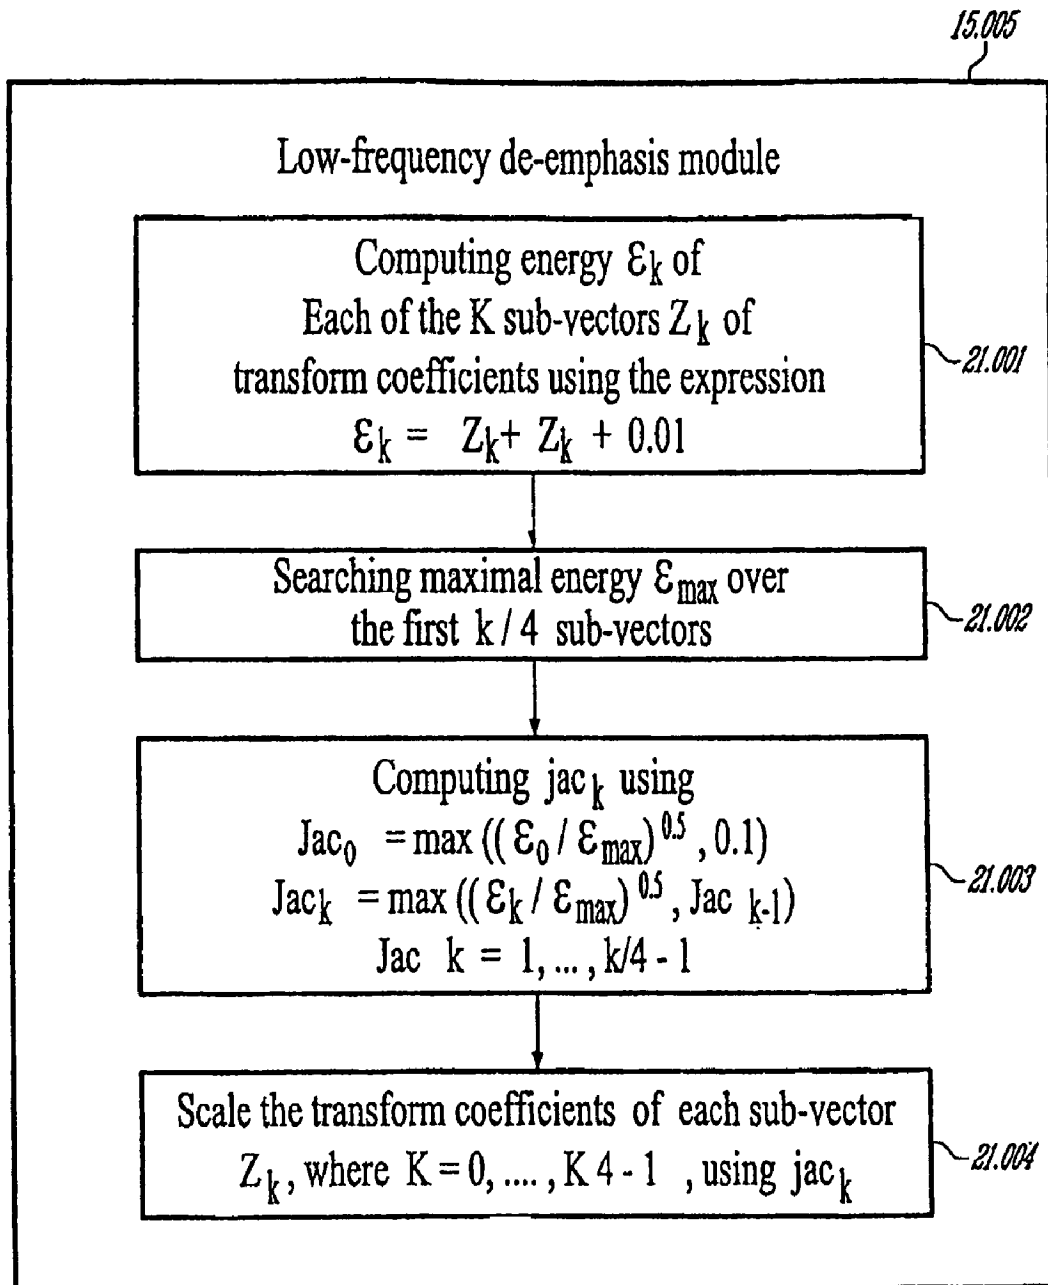 15.005
Low-frequency de-emphasis module
Computing energy εk of
Each of the K sub-vectors Zk of
transform coefficients using the expression
εk = Zk+ Zk + 0.01
21.001
Searching maximal energy εmax over
the first k / 4 sub-vectors
21.002
Computing jack using
Jac0 = max ((ε0 / εmax)^0.5 , 0.1)
Jack = max ((εk / εmax)^0.5 , Jac k-1)
Jac k = 1, ... , k/4 - 1
21.003
Scale the transform coefficients of each sub-vector
Zk, where K = 0, .... , K 4 - 1 , using jack
21.004